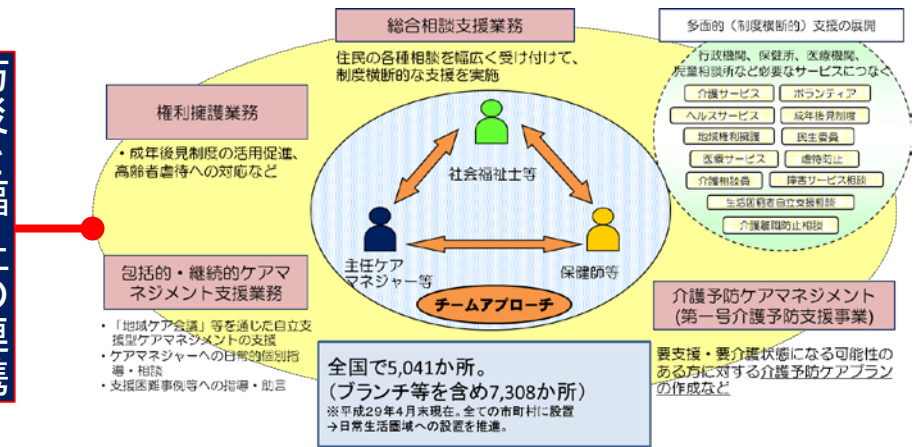 防災と福祉の連携
総合相談支援業務
住民の各種相談を幅広く受け付けて、
制度横断的な支援を実施
多面的（制度横断的）支援の展開
行政機関、保健所、医療機関、
児童相談所など必要なサービスにつなぐ
介護サービス
ボランティア
ヘルスサービス
成年後見制度
地域権利擁護
民生委員
医療サービス
虐待防止
介護相談員
障害サービス相談
生活困窮者自立支援相談
介護離職防止相談
権利擁護業務
・成年後見制度の活用促進、
高齢者虐待への対応など
社会福祉士等
主任ケア
マネジャー等
保健師等
チームアプローチ
包括的・継続的ケアマ
ネジメント支援業務
・「地域ケア会議」等を通じた自立支
援型ケアマネジメントの支援
・ケアマネジャーへの日常的個別指
導・相談
・支援困難事例等への指導・助言
介護予防ケアマネジメント
(第一号介護予防支援事業)
要支援・要介護状態になる可能性の
ある方に対する介護予防ケアプラン
の作成など
全国で5,041か所。
（ブランチ等を含め7,308か所）
※平成29年4月末現在。全ての市町村に設置
→日常生活圏域への設置を推進。